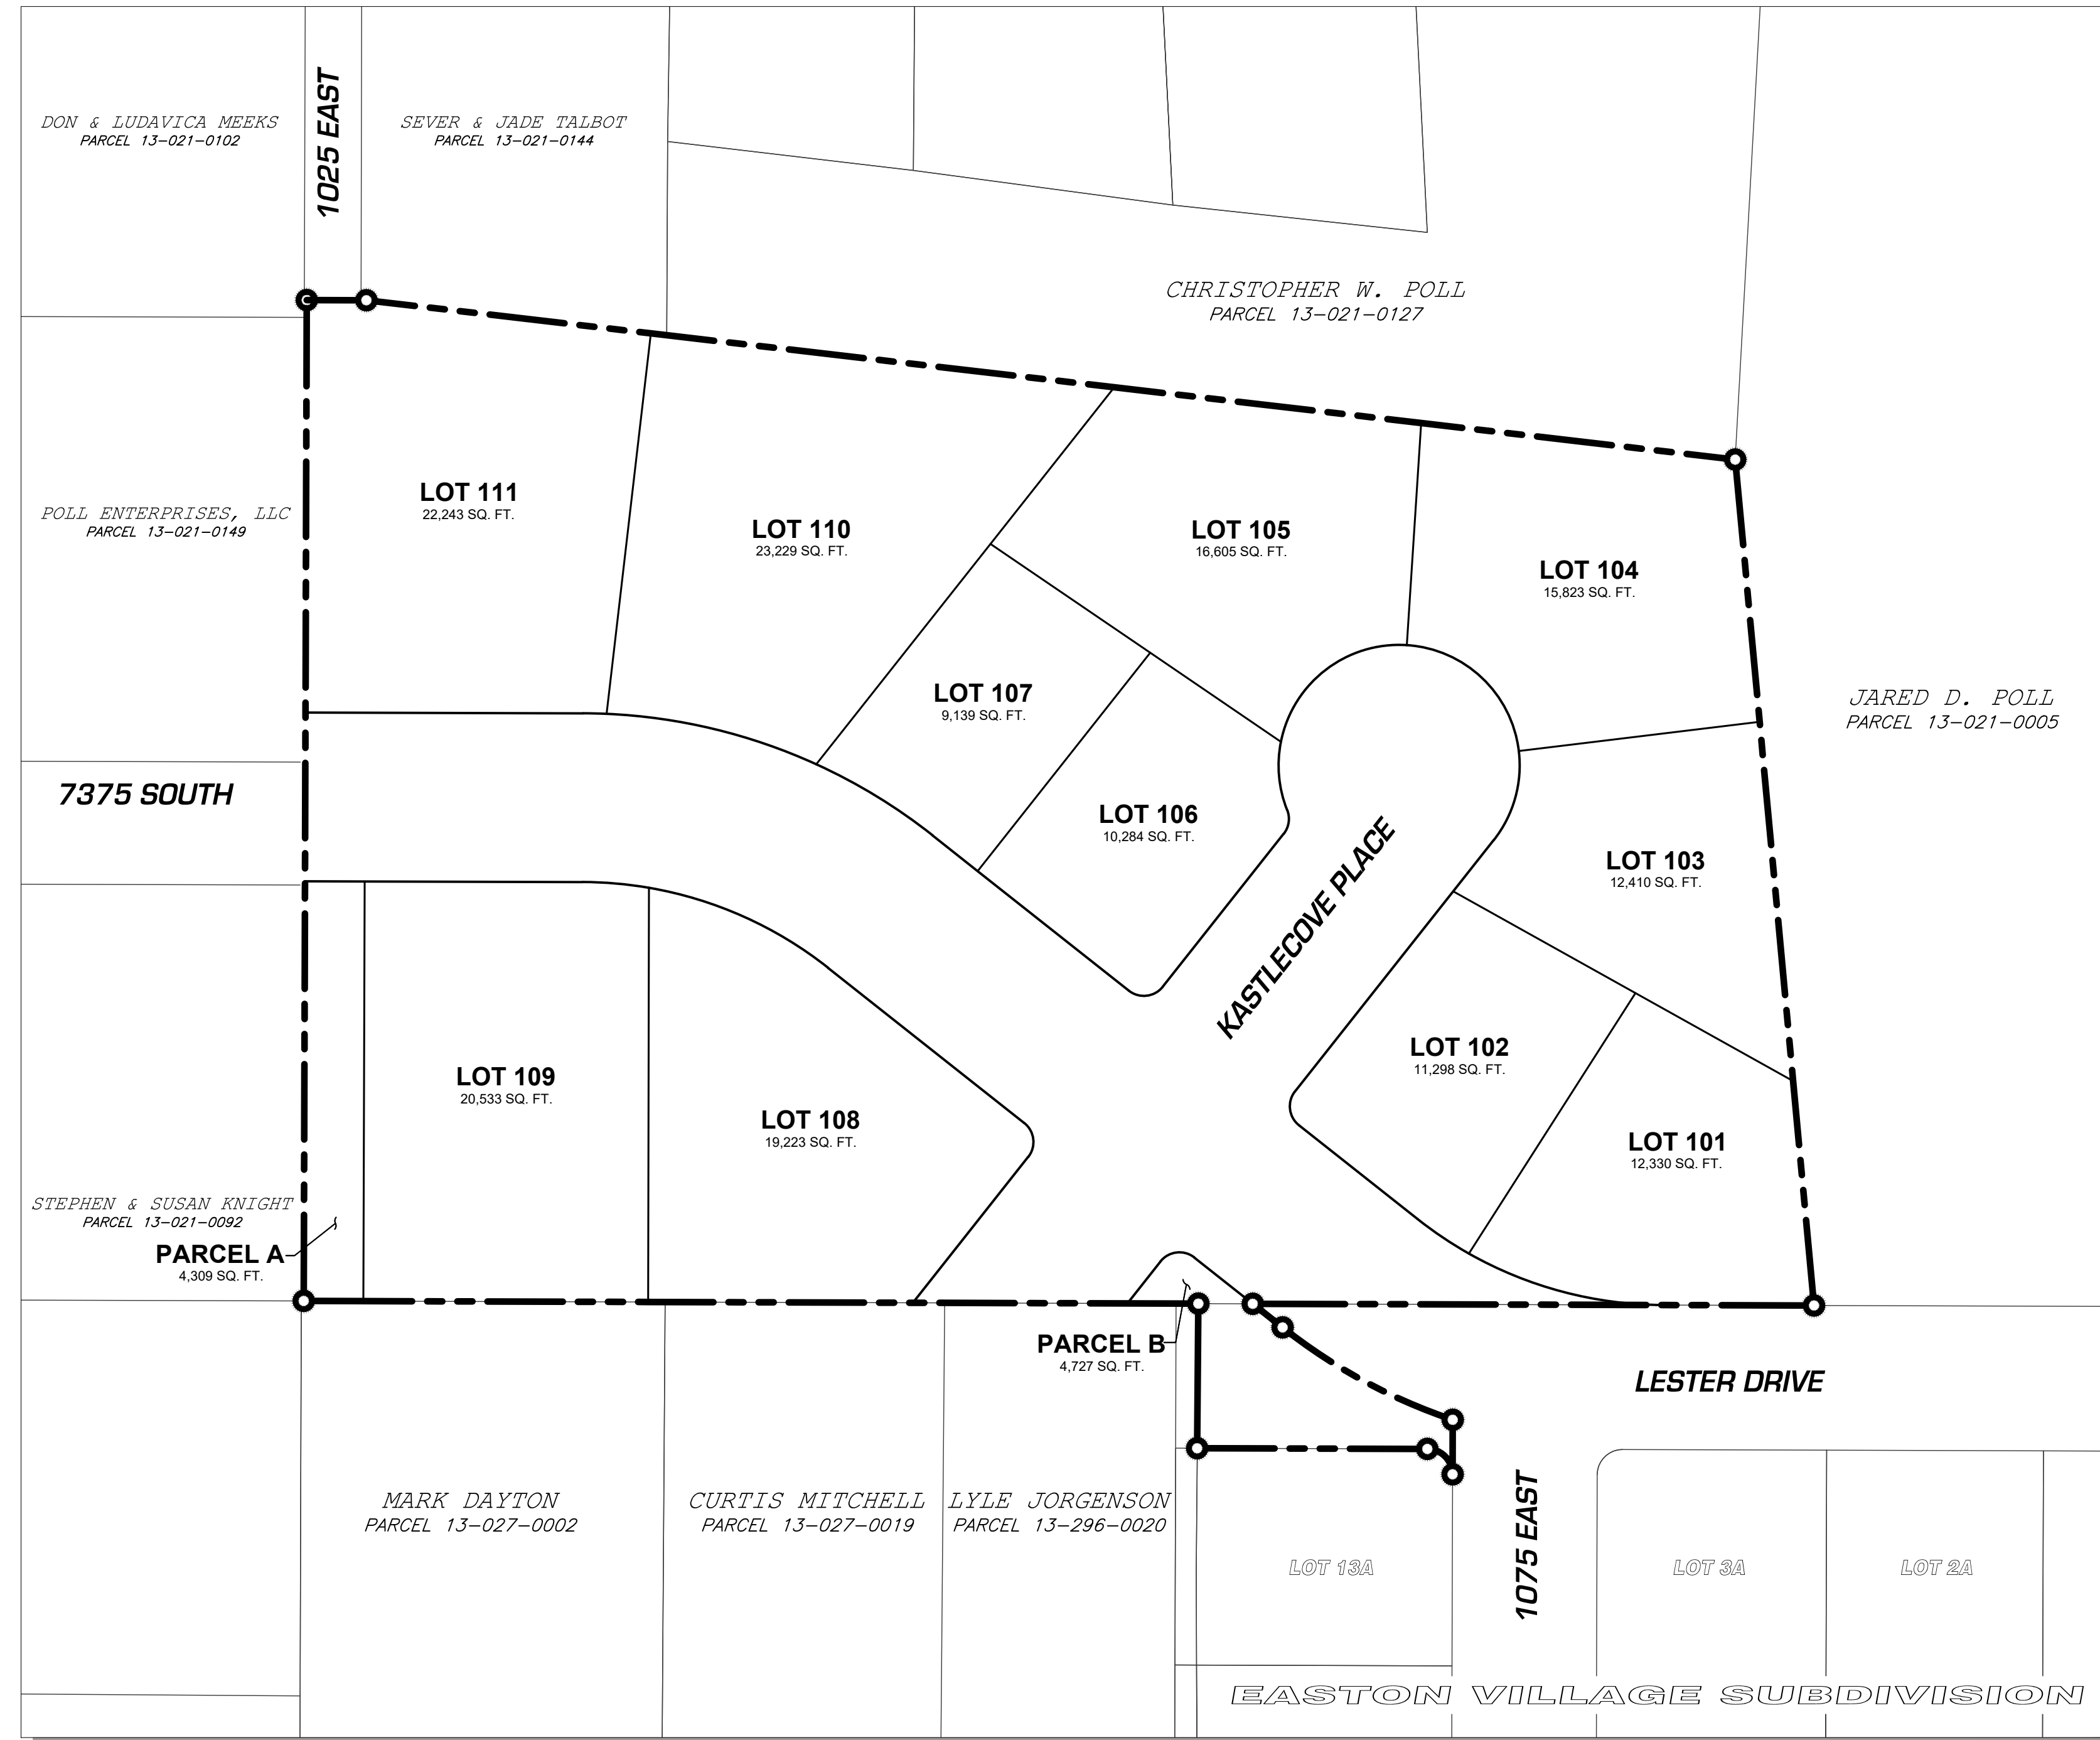 DON & LUDAVICA MEEKS
PARCEL 13-021-0102
1025 EAST
SEVER & JADE TALBOT
PARCEL 13-021-0144
CHRISTOPHER W. POLL
PARCEL 13-021-0127
POLL ENTERPRISES, LLC
PARCEL 13-021-0149
LOT 111
22,243 SQ. FT.
LOT 110
23,229 SQ. FT.
LOT 105
16,605 SQ. FT.
LOT 104
15,823 SQ. FT.
LOT 107
9,139 SQ. FT.
JARED D. POLL
PARCEL 13-021-0005
7375 SOUTH
LOT 106
10,284 SQ. FT.
KASTLECOVE PLACE
LOT 103
12,410 SQ. FT.
LOT 109
20,533 SQ. FT.
LOT 108
19,223 SQ. FT.
LOT 102
11,298 SQ. FT.
LOT 101
12,330 SQ. FT.
STEPHEN & SUSAN KNIGHT
PARCEL 13-021-0092
PARCEL A
4,309 SQ. FT.
PARCEL B
4,727 SQ. FT.
LESTER DRIVE
MARK DAYTON
PARCEL 13-027-0002
CURTIS MITCHELL
PARCEL 13-027-0019
LYLE JORGENSON
PARCEL 13-296-0020
LOT 13A
1075 EAST
LOT 3A
LOT 2A
EASTON VILLAGE SUBDIVISION